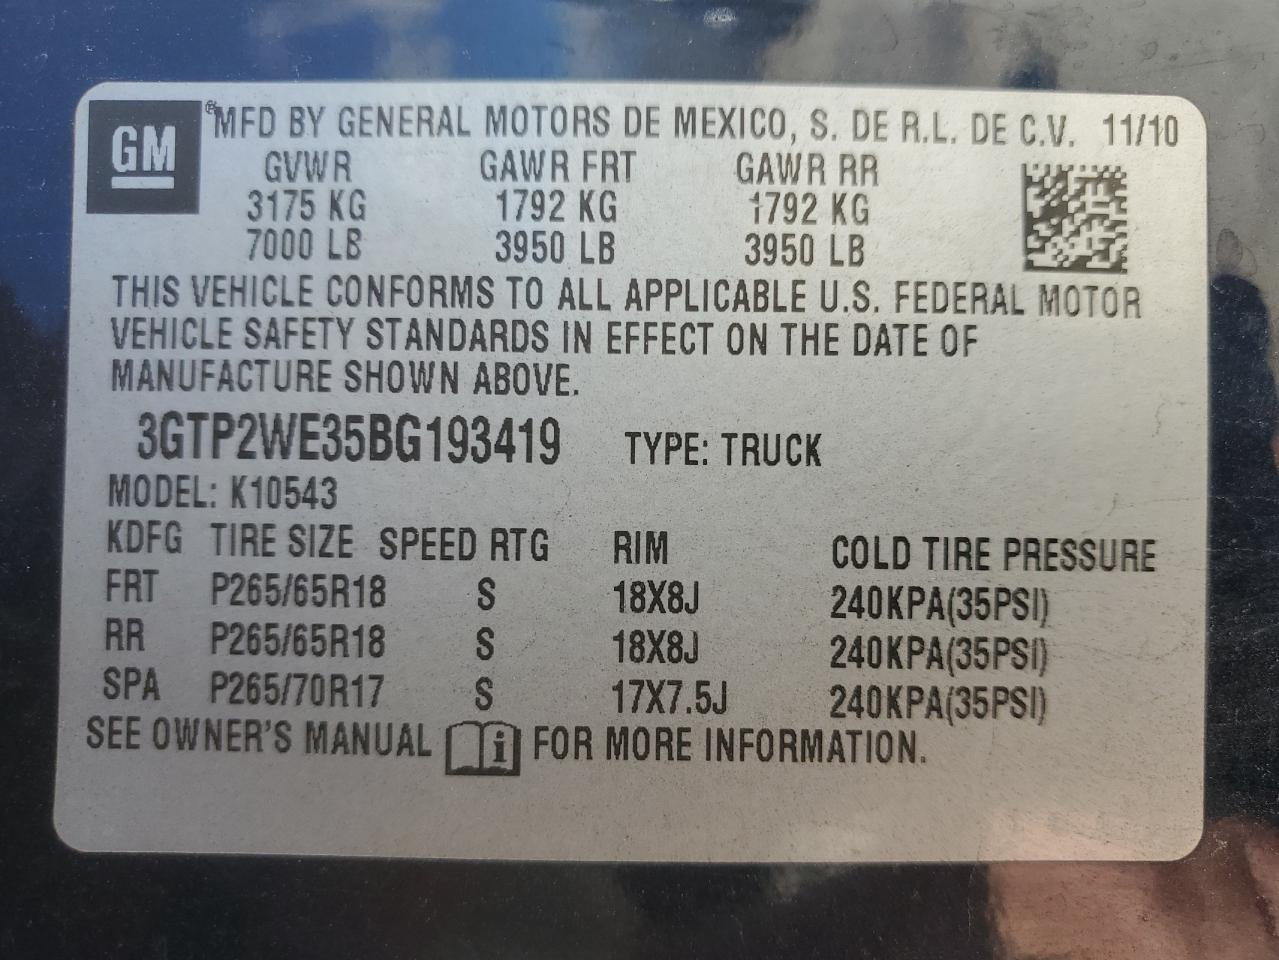 GM ® MFD BY GENERAL MOTORS DE MEXICO, S. DE R.L. DE C.V. 11/10
GVWR GAWR FRT GAWR RR
3175 KG 1792 KG 1792 KG
7000 LB 3950 LB 3950 LB
THIS VEHICLE CONFORMS TO ALL APPLICABLE U.S. FEDERAL MOTOR
VEHICLE SAFETY STANDARDS IN EFFECT ON THE DATE OF
MANUFACTURE SHOWN ABOVE.
3GTP2WE35BG193419 TYPE: TRUCK
MODEL: K10543
KDFG TIRE SIZE SPEED RTG RIM COLD TIRE PRESSURE
FRT P265/65R18 S 18X8J 240KPA(35PSI)
RR P265/65R18 S 18X8J 240KPA(35PSI)
SPA P265/70R17 S 17X7.5J 240KPA(35PSI)
SEE OWNER'S MANUAL i FOR MORE INFORMATION.